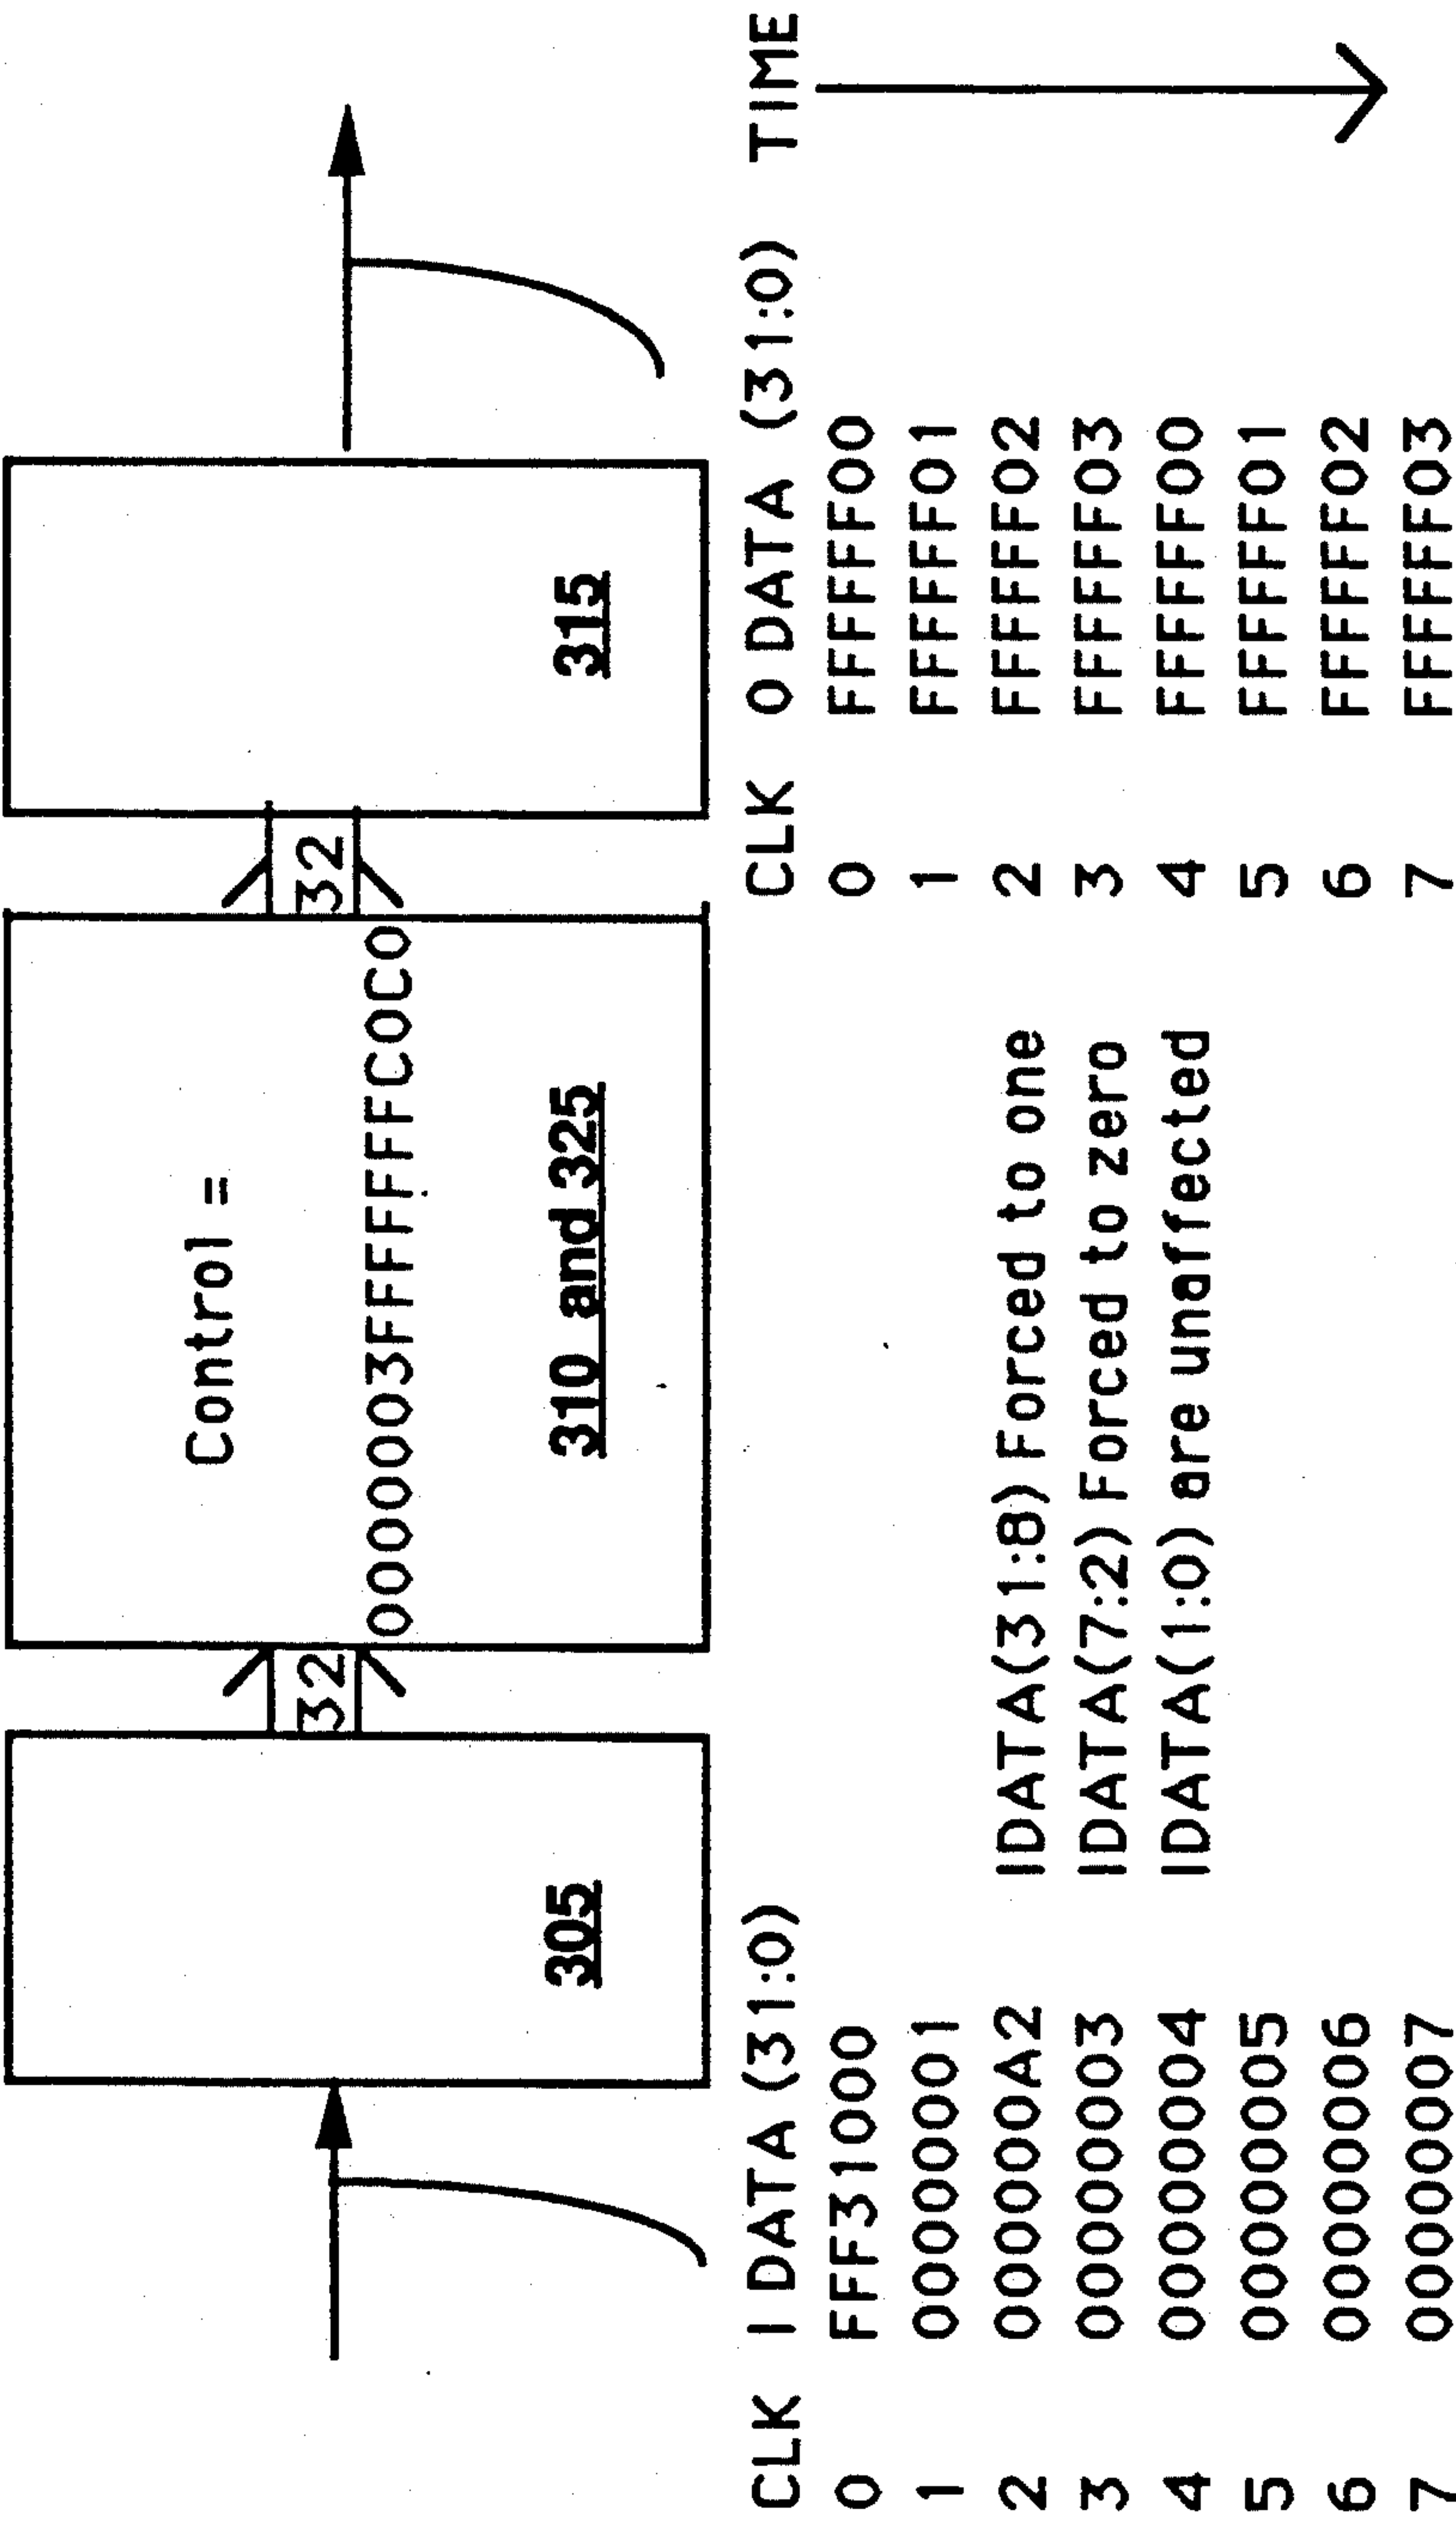 Control =
0000003FFFFFFFC0C0
32
32
305
310 and 325
315
CLK I DATA (31:0)
0 FFF31000
1 00000001
2 000000A2
3 00000003
4 00000004
5 00000005
6 00000006
7 00000007
IDATA(31:8) Forced to one
IDATA(7:2) Forced to zero
IDATA(1:0) are unaffected
CLK O DATA (31:0) TIME
0 FFFFFF00
1 FFFFFF01
2 FFFFFF02
3 FFFFFF03
4 FFFFFF00
5 FFFFFF01
6 FFFFFF02
7 FFFFFF03